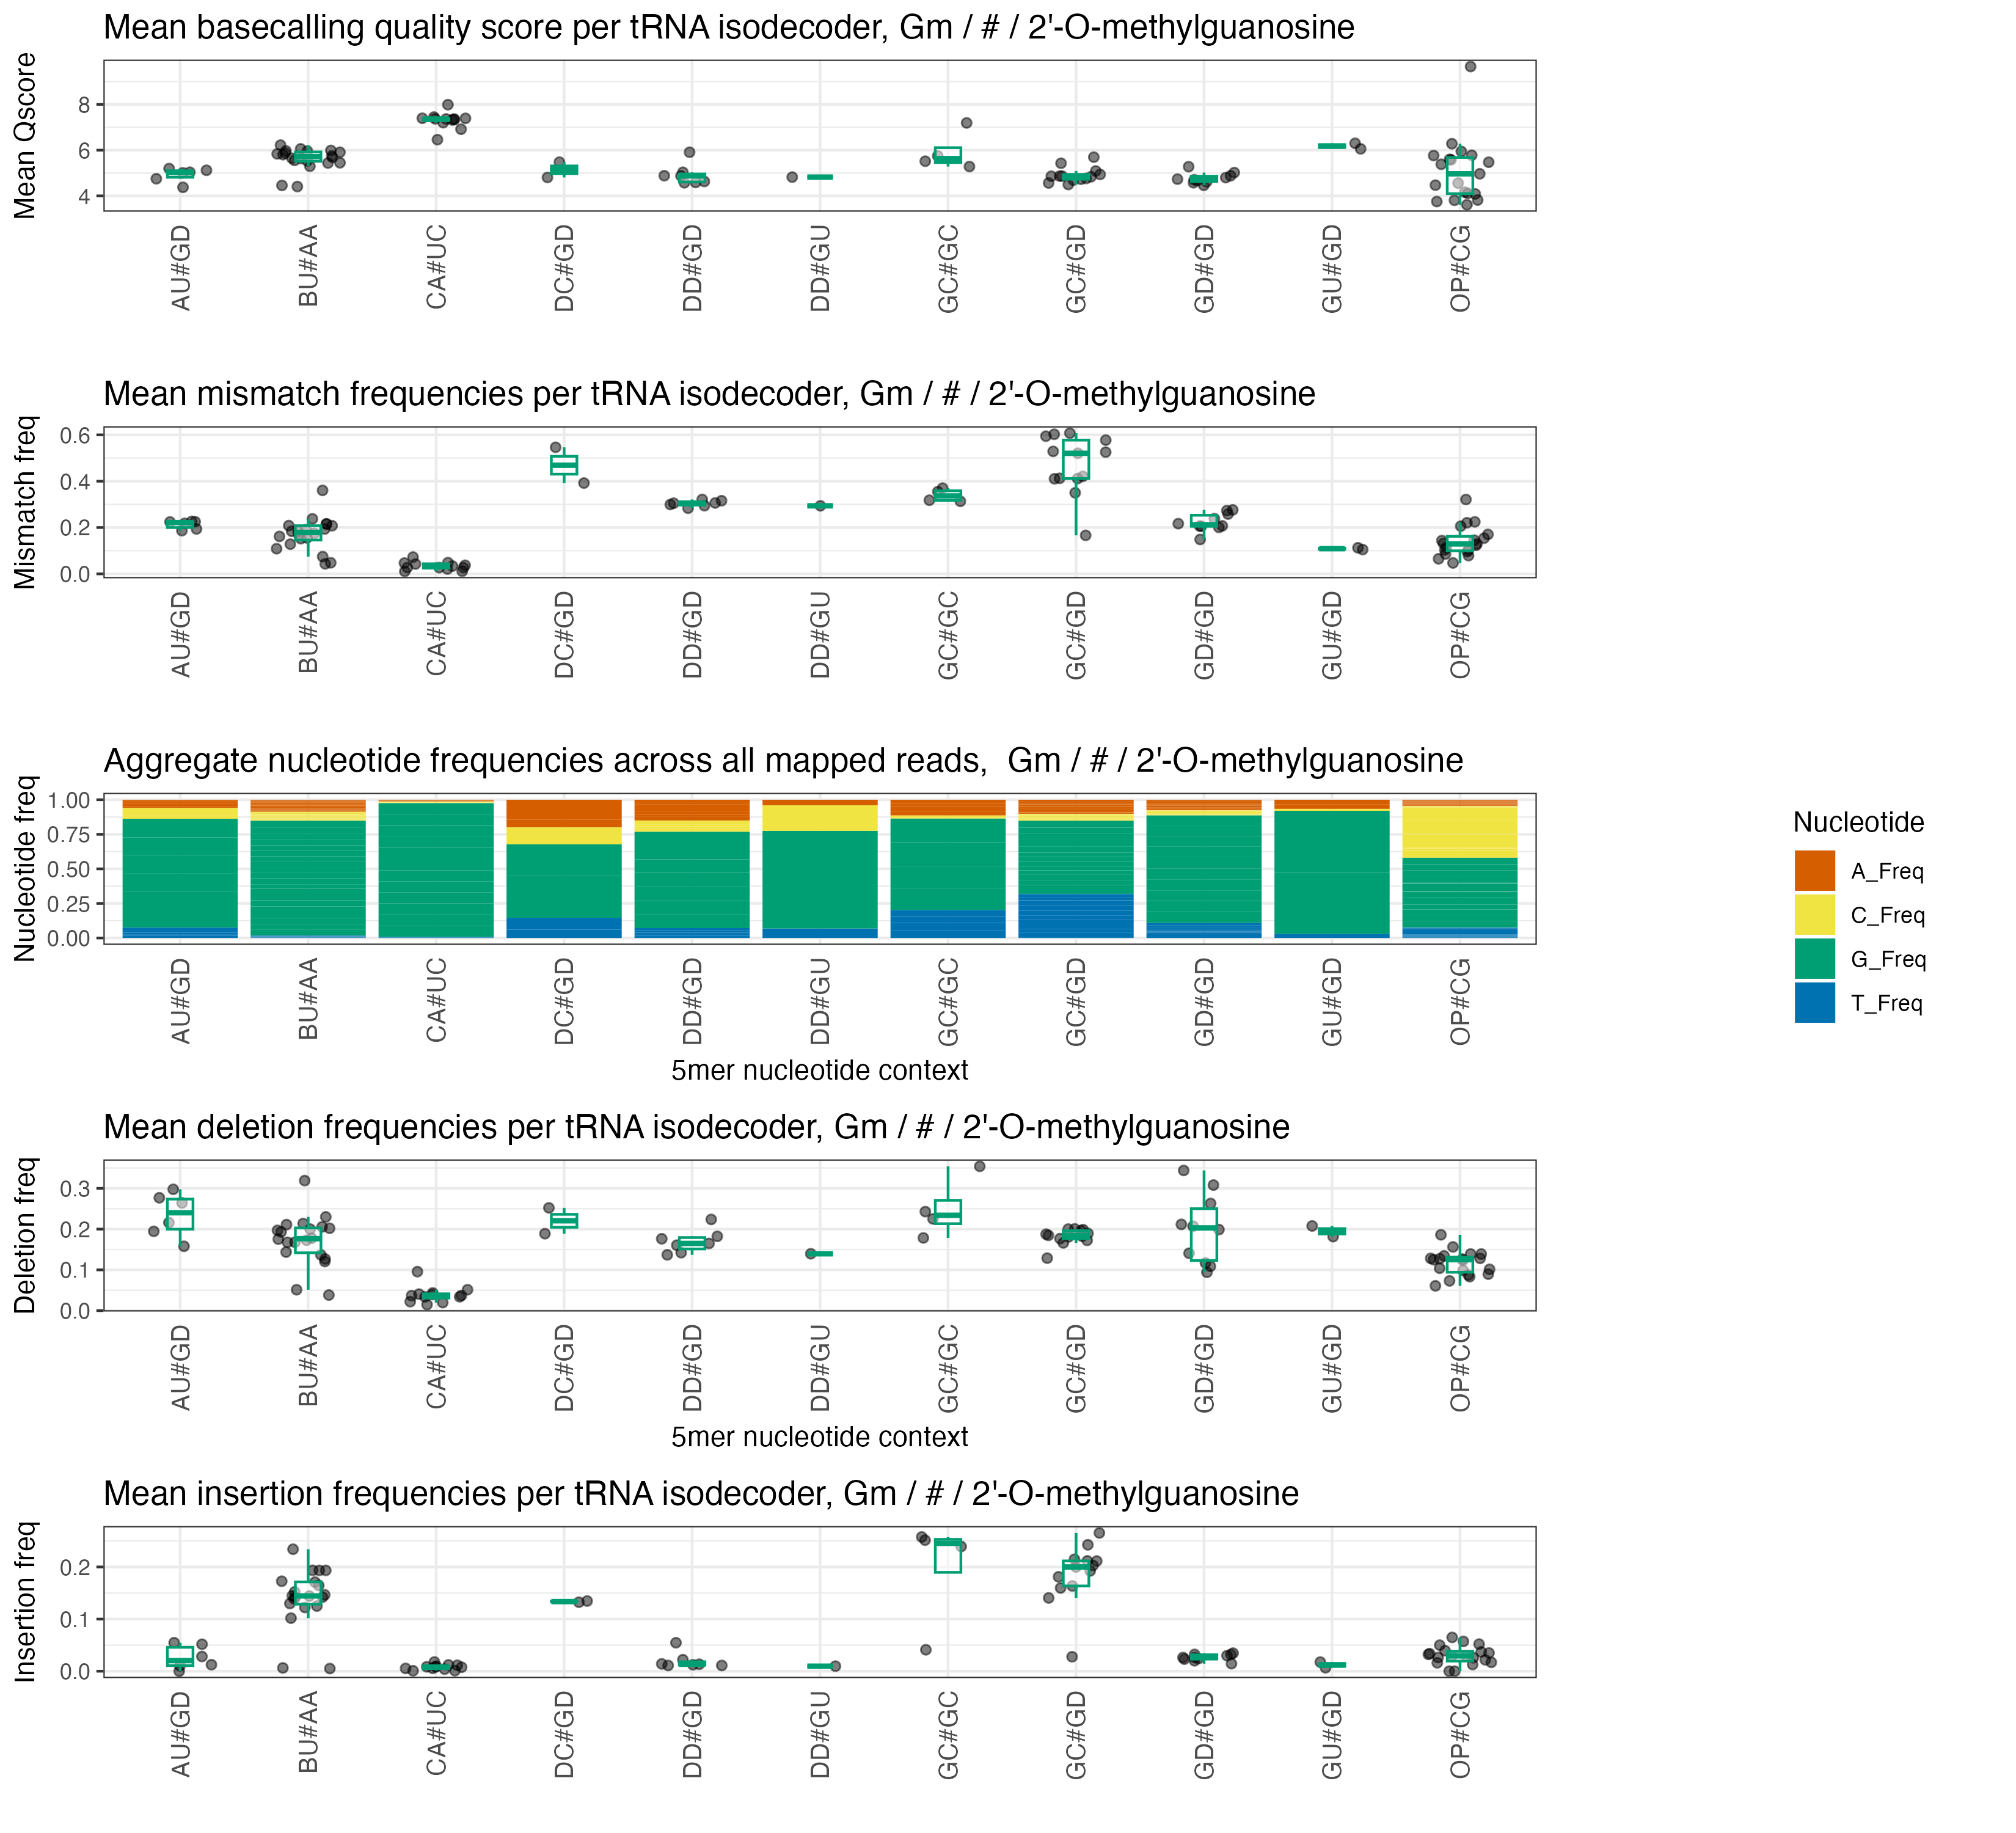 Mean basecalling quality score per tRNA isodecoder, Gm / # / 2'-O-methylguanosine
Mean Qscore
8
6
4
AU#GD BU#AA CA#UC DC#GD DD#GD DD#GU GC#GC GC#GD GD#GD GU#GD OP#CG
Mean mismatch frequencies per tRNA isodecoder, Gm / # / 2'-O-methylguanosine
Mismatch freq
0.6
0.4
0.2
0.0
AU#GD BU#AA CA#UC DC#GD DD#GD DD#GU GC#GC GC#GD GD#GD GU#GD OP#CG
Aggregate nucleotide frequencies across all mapped reads,  Gm / # / 2'-O-methylguanosine
Nucleotide freq
1.00
0.75
0.50
0.25
0.00
AU#GD BU#AA CA#UC DC#GD DD#GD DD#GU GC#GC GC#GD GD#GD GU#GD OP#CG
5mer nucleotide context
Nucleotide
A_Freq
C_Freq
G_Freq
T_Freq
Mean deletion frequencies per tRNA isodecoder, Gm / # / 2'-O-methylguanosine
Deletion freq
0.3
0.2
0.1
0.0
AU#GD BU#AA CA#UC DC#GD DD#GD DD#GU GC#GC GC#GD GD#GD GU#GD OP#CG
5mer nucleotide context
Mean insertion frequencies per tRNA isodecoder, Gm / # / 2'-O-methylguanosine
Insertion freq
0.2
0.1
0.0
AU#GD BU#AA CA#UC DC#GD DD#GD DD#GU GC#GC GC#GD GD#GD GU#GD OP#CG